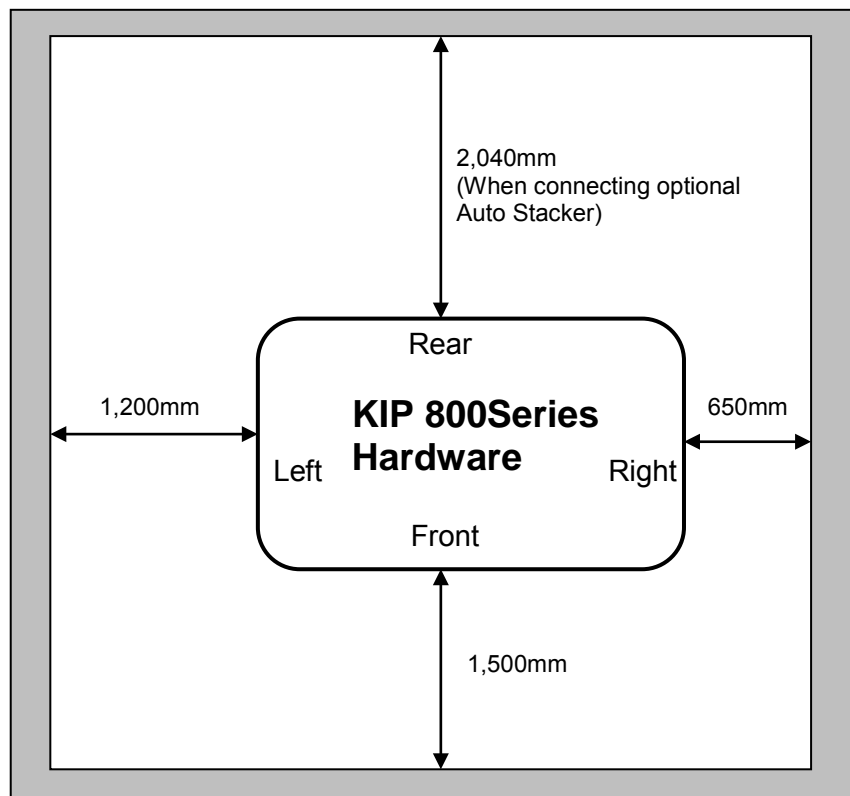 2,040mm
(When connecting optional
Auto Stacker)
Rear
1,200mm
KIP 800Series
Hardware
650mm
Left
Right
Front
1,500mm